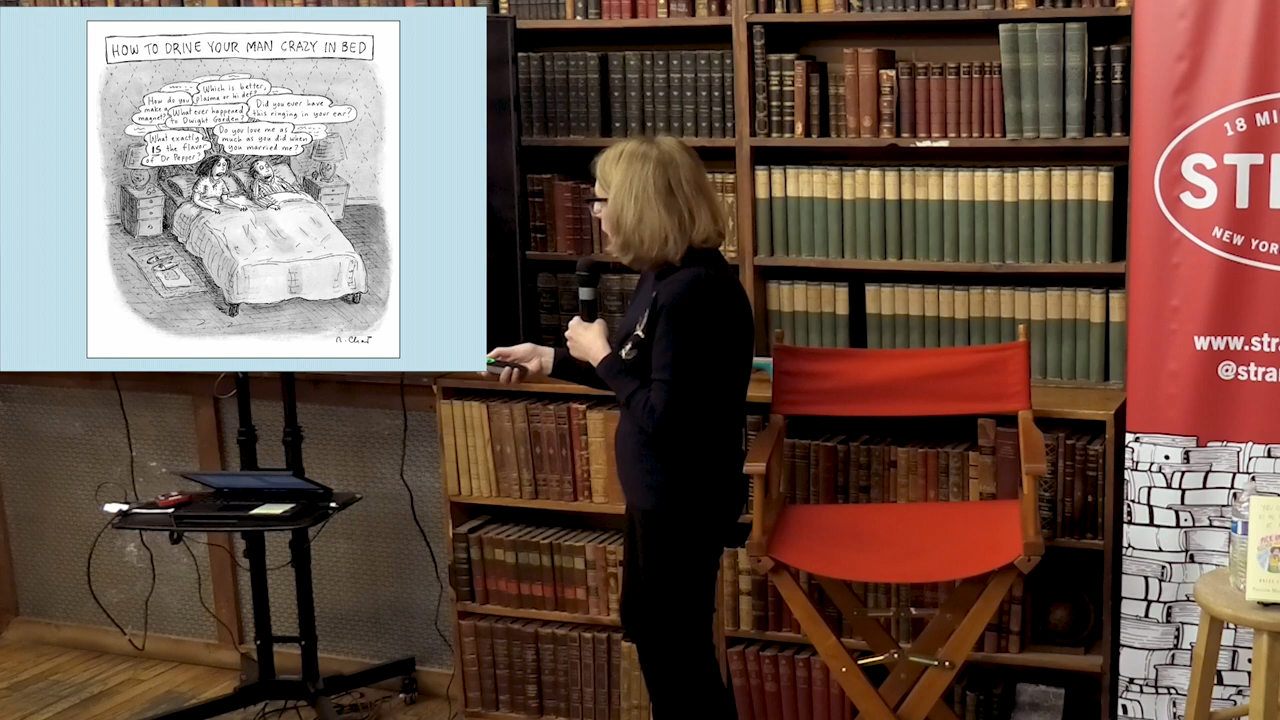 HOW TO DRIVE YOUR MAN CRAZY IN BED
Which is better,
plasma or hi def?
How do you
make a
magnet?
What ever happened
to Dwight Gooden?
Did you ever have
this ringing in your ear?
What exactly
IS the flavor
of Dr Pepper?
Do you love me as
much as you did when
you married me?
R. Chast
18 MI
ST
NEW YOR
www.stra
@stra